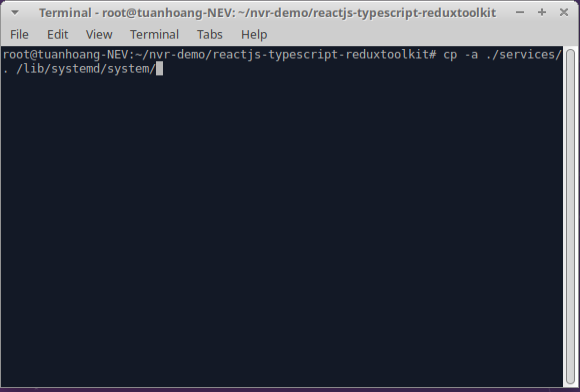 Terminal - root@tuanhoang-NEV: ~/nvr-demo/reactjs-typescript-reduxtoolkit
File Edit View Terminal Tabs Help
root@tuanhoang-NEV:~/nvr-demo/reactjs-typescript-reduxtoolkit# cp -a ./services/
. /lib/systemd/system/